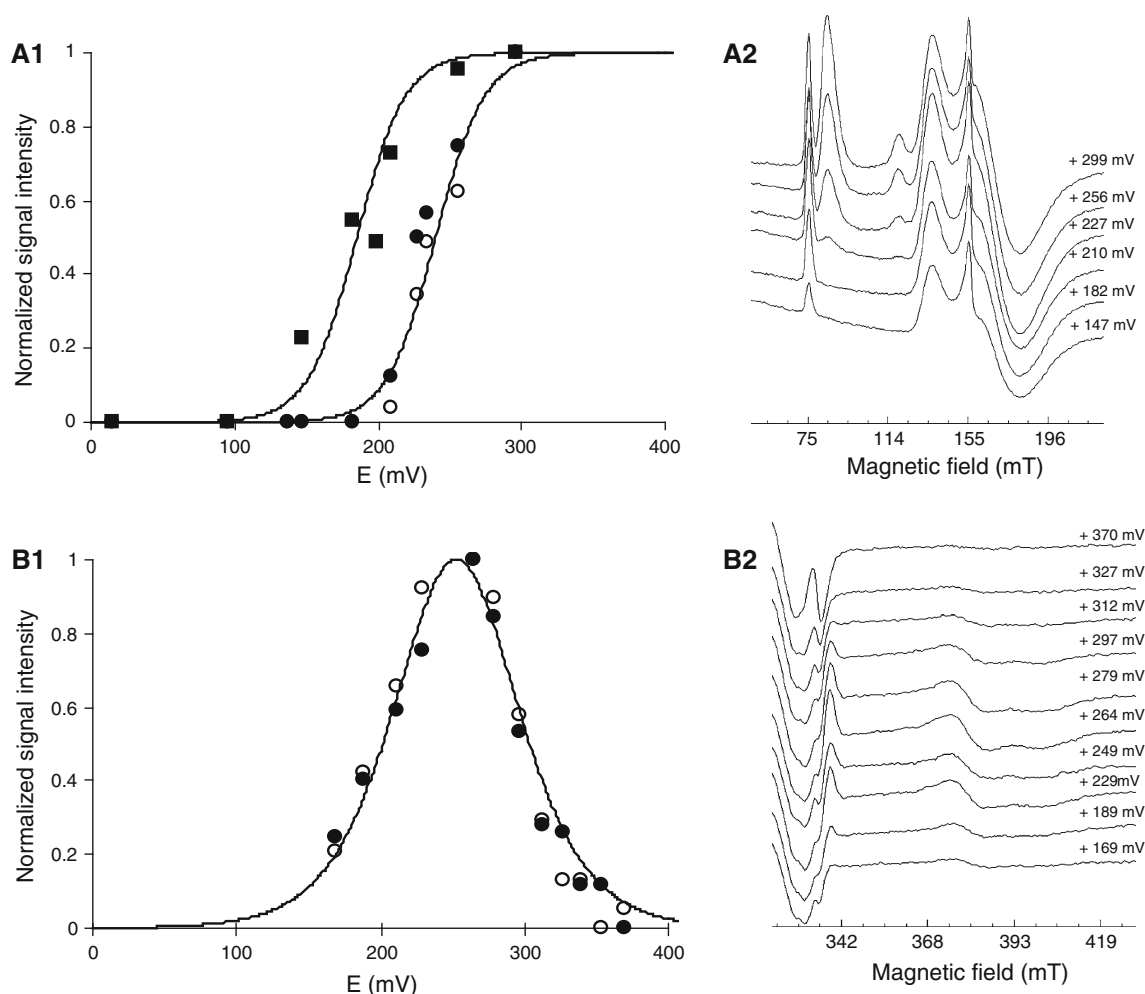 A1
Normalized signal intensity
1
0.8
0.6
0.4
0.2
0
0 100 200 300 400
E (mV)
A2
+ 299 mV
+ 256 mV
+ 227 mV
+ 210 mV
+ 182 mV
+ 147 mV
75 114 155 196
Magnetic field (mT)
B1
Normalized signal intensity
1
0.8
0.6
0.4
0.2
0
0 200 300 400
E (mV)
B2
+ 370 mV
+ 327 mV
+ 312 mV
+ 297 mV
+ 279 mV
+ 264 mV
+ 249 mV
+ 229mV
+ 189 mV
+ 169 mV
342 368 393 419
Magnetic field (mT)